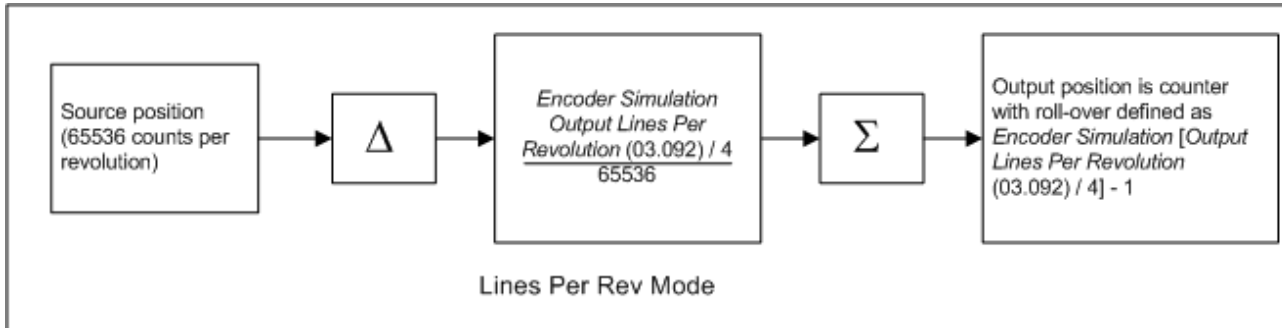 Source position
(65536 counts per
revolution)
Δ
Encoder Simulation
Output Lines Per
Revolution (03.092) / 4
65536
Σ
Output position is counter
with roll-over defined as
Encoder Simulation [Output
Lines Per Revolution
(03.092) / 4] - 1
Lines Per Rev Mode